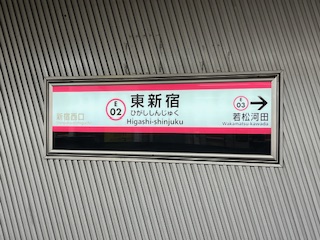 新宿西口
E
02
東新宿
ひがししんじゅく
Higashi-shinjuku
E
03
若松河田
Wakamatsu-kawada